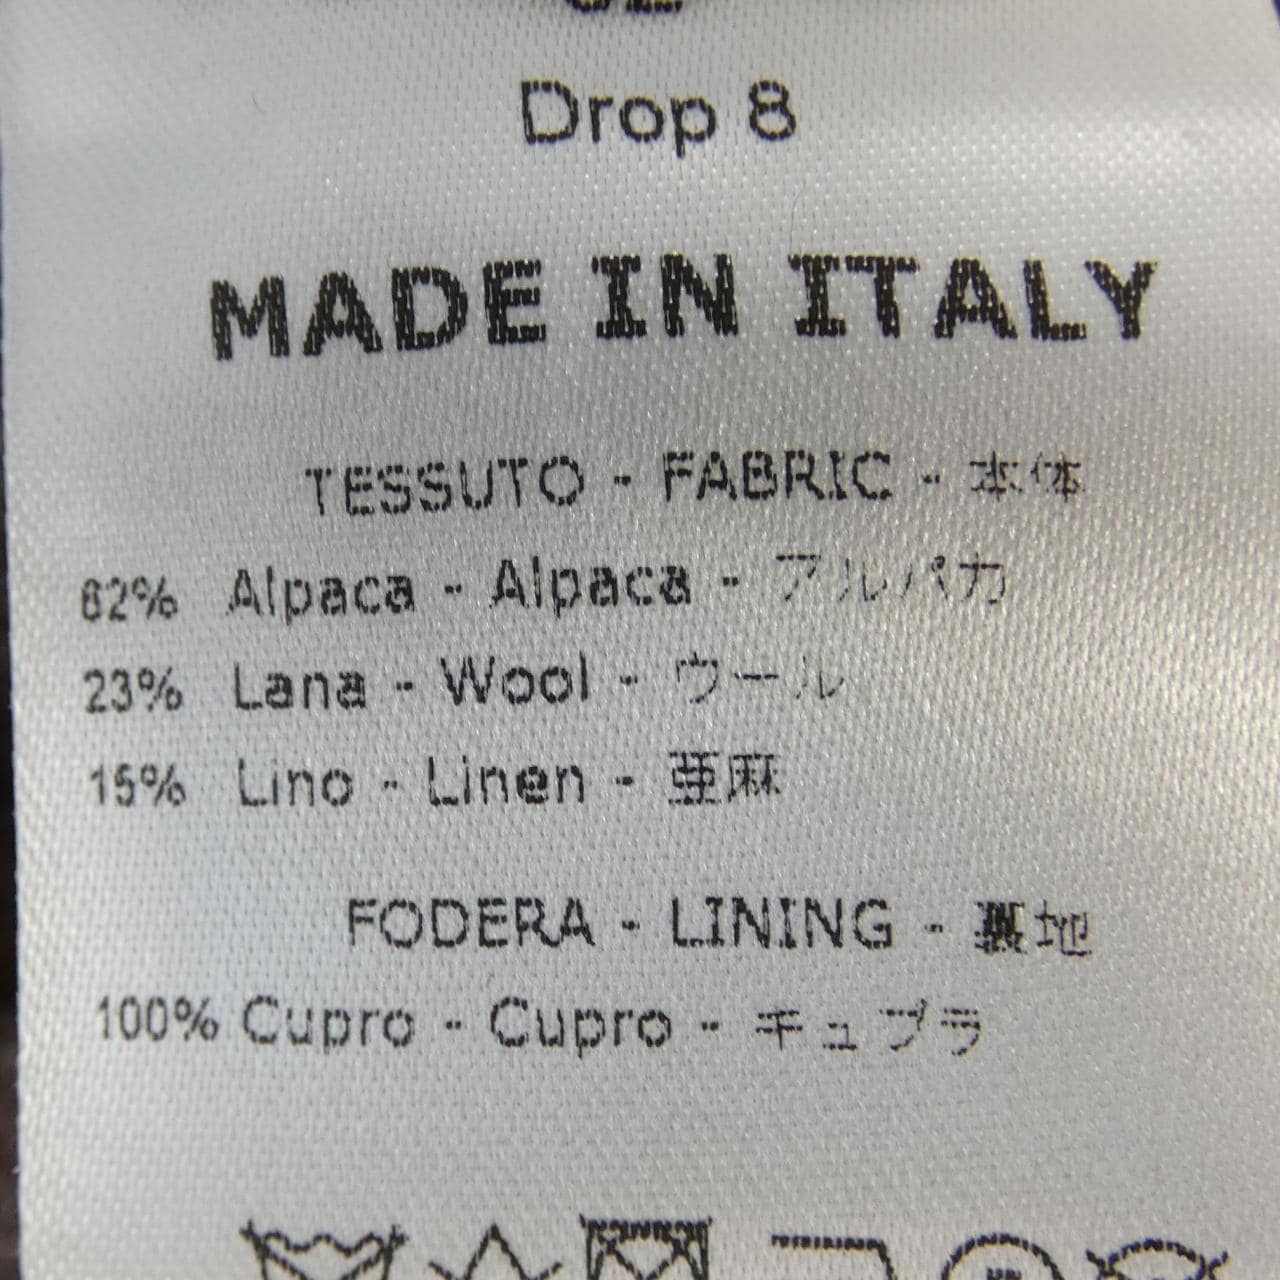 Drop 8
MADE IN ITALY
TESSUTO - FABRIC - 本体
62% Alpaca - Alpaca - アルパカ
23% Lana - Wool - ウール
15% Lino - Linen - 亜麻
FODERA - LINING - 裏地
100% Cupro - Cupro - キュプラ